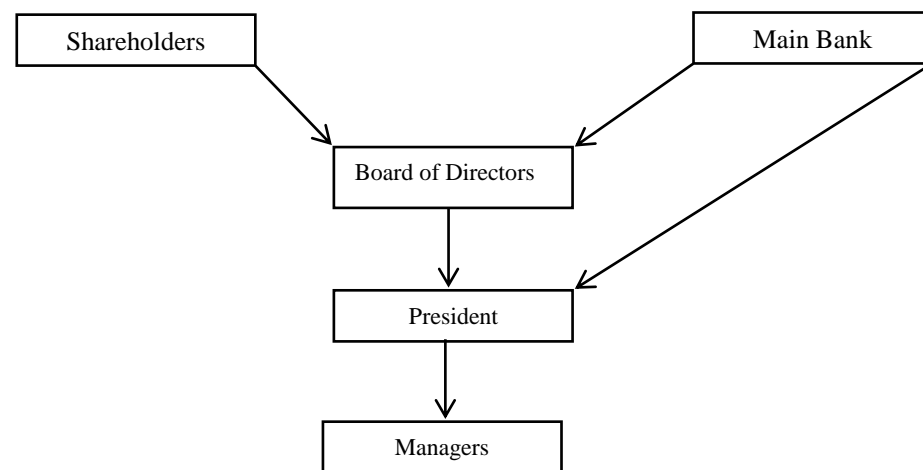 Shareholders
Main Bank
Board of Directors
President
Managers